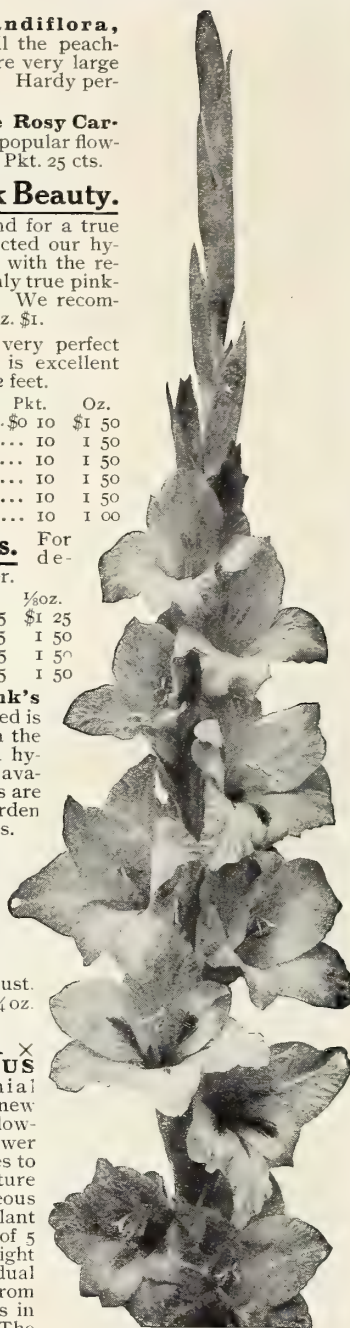 ndiflora,
l the peach-
re very large
Hardy per-
e Rosy Car-
popular flow-
Pkt. 25 cts.
k Beauty.
nd for a true
cted our hy-
with the re-
nly true pink-
We recom-
z. $1.
very perfect
is excellent
2 feet.
Pkt. Oz.
.$0 10 $1 50
... 10 1 50
... 10 1 50
... 10 1 50
... 10 1 00
s. For
de-
r.
⅛oz.
5 $1 25
5 1 50
5 1 50
5 1 50
nk's
ed is
n the
hy-
ava-
s are
rden
s.
ust.
¼oz.
×
US
nial
new
low-
wer
es to
ture
eous
lant
of 5
ight
dual
rom
s in
The